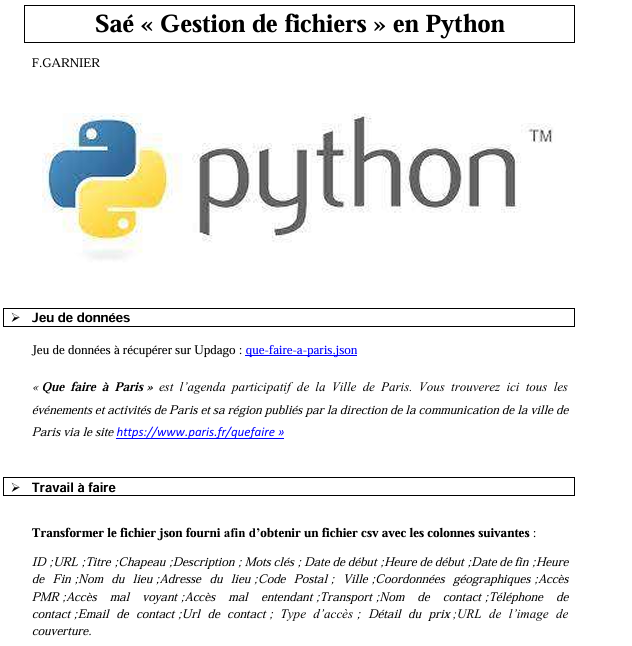 Saé « Gestion de fichiers » en Python
F.GARNIER
python TM
➢ Jeu de données
Jeu de données à récupérer sur Updago : que-faire-a-paris.json
« Que faire à Paris » est l'agenda participatif de la Ville de Paris. Vous trouverez ici tous les
événements et activités de Paris et sa région publiés par la direction de la communication de la ville de
Paris via le site https://www.paris.fr/quefaire »
➢ Travail à faire
Transformer le fichier json fourni afin d'obtenir un fichier csv avec les colonnes suivantes :
ID ;URL ;Titre ;Chapeau ;Description ; Mots clés ; Date de début ;Heure de début ;Date de fin ;Heure
de Fin ;Nom du lieu ;Adresse du lieu ;Code Postal ; Ville ;Coordonnées géographiques ;Accès
PMR ;Accès mal voyant ;Accès mal entendant ;Transport ;Nom de contact ;Téléphone de
contact ;Email de contact ;Url de contact ; Type d'accès ; Détail du prix ;URL de l'image de
couverture.